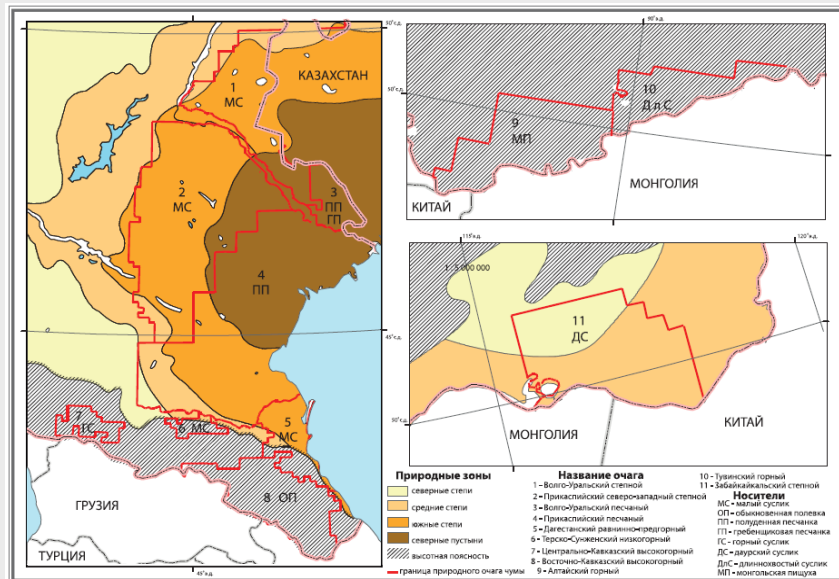 50°с.д.
КАЗАХСТАН
1
МС
2
МС
3
ПП
ГП
4
ПП
45°с.д.
5
МС
6 МС
7
ГС
8 ОП
ГРУЗИЯ
ТУРЦИЯ
45°в.д.
90°в.д.
50°с.д.
10
ДлС
9
МП
МОНГОЛИЯ
КИТАЙ
115°в.д.
120°в.д.
1: 5 000 000
11
ДС
50°с.д.
МОНГОЛИЯ
КИТАЙ
Природные зоны
северные степи
средние степи
южные степи
северные пустыни
высотная поясность
граница природного очага чумы
Название очага
1 - Волго-Уральский степной
2 - Прикаспийский северо-западный степной
3 - Волго-Уральский песчаный
4 - Прикаспийский песчаный
5 - Дагестанский равнинно-предгорный
6 - Терско-Сунженский низкогорный
7 - Центрально-Кавказский высокогорный
8 - Восточно-Кавказский высокогорный
9 - Алтайский горный
10 - Тувинский горный
11 - Забайкайкальский степной
Носители
МС - малый суслик
ОП - обыкновенная полевка
ПП - полуденная песчанка
ГП - гребенщиковая песчанка
ГС - горный суслик
ДС - даурский суслик
ДлС - длиннохвостый суслик
МП - монгольская пищуха